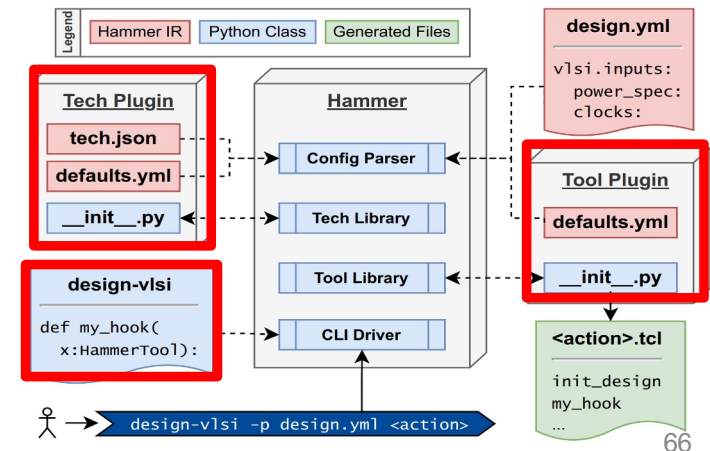 Legend
Hammer IR
Python Class
Generated Files
Tech Plugin
tech.json
defaults.yml
__init__.py
design-vlsi
def my_hook(
x:HammerTool):
Hammer
Config Parser
Tech Library
Tool Library
CLI Driver
design.yml
vlsi.inputs:
power_spec:
clocks:
Tool Plugin
defaults.yml
__init__.py
<action>.tcl
init_design
my_hook
...
design-vlsi -p design.yml <action>
66